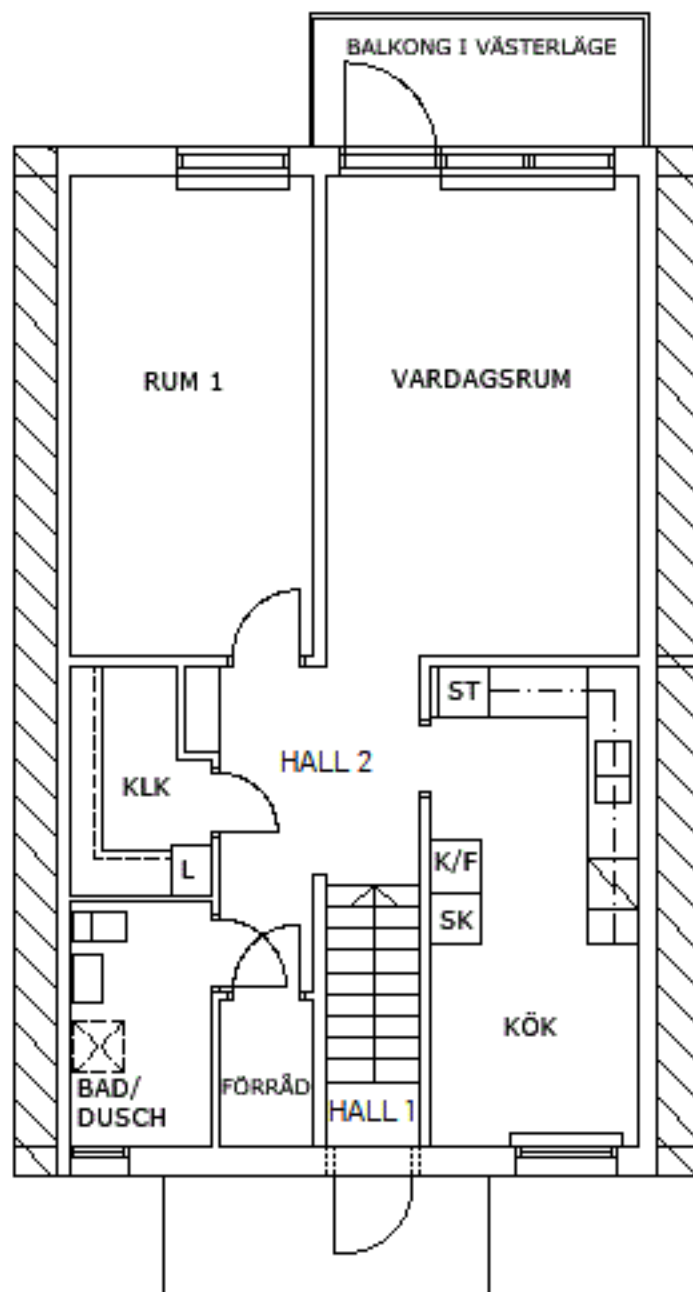 BALKONG I VÄSTERLÄGE
RUM 1
VARDAGSRUM
ST
HALL 2
KLK
L
K/F
SK
KÖK
BAD/
DUSCH
FÖRRÅD
HALL 1